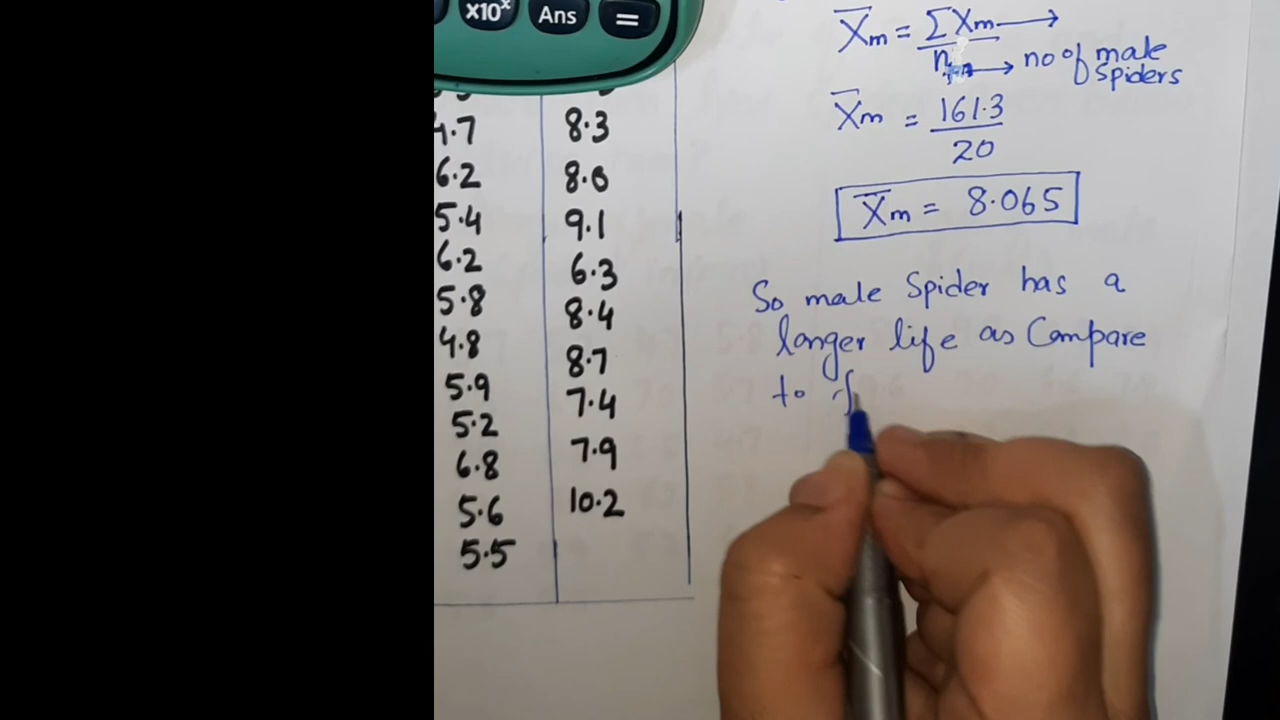 ×10ˣ Ans =
X̄m = ΣXm
n
no of male
spiders
X̄m = 161.3
20
X̄m = 8.065
4.7 8.3
6.2 8.6
5.4 9.1
6.2 6.3
5.8 8.4
4.8 8.7
5.9 7.4
5.2 7.9
6.8 10.2
5.6
5.5
So male Spider has a
longer life as Compare
to f